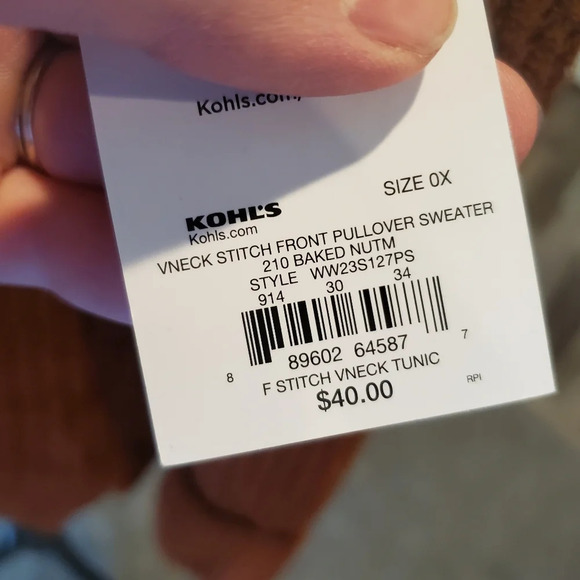 Kohls.com/
SIZE 0X
KOHL'S
Kohls.com
VNECK STITCH FRONT PULLOVER SWEATER
210 BAKED NUTM
STYLE WW23S127PS
914 30 34
8 89602 64587 7
F STITCH VNECK TUNIC
$40.00 RPI